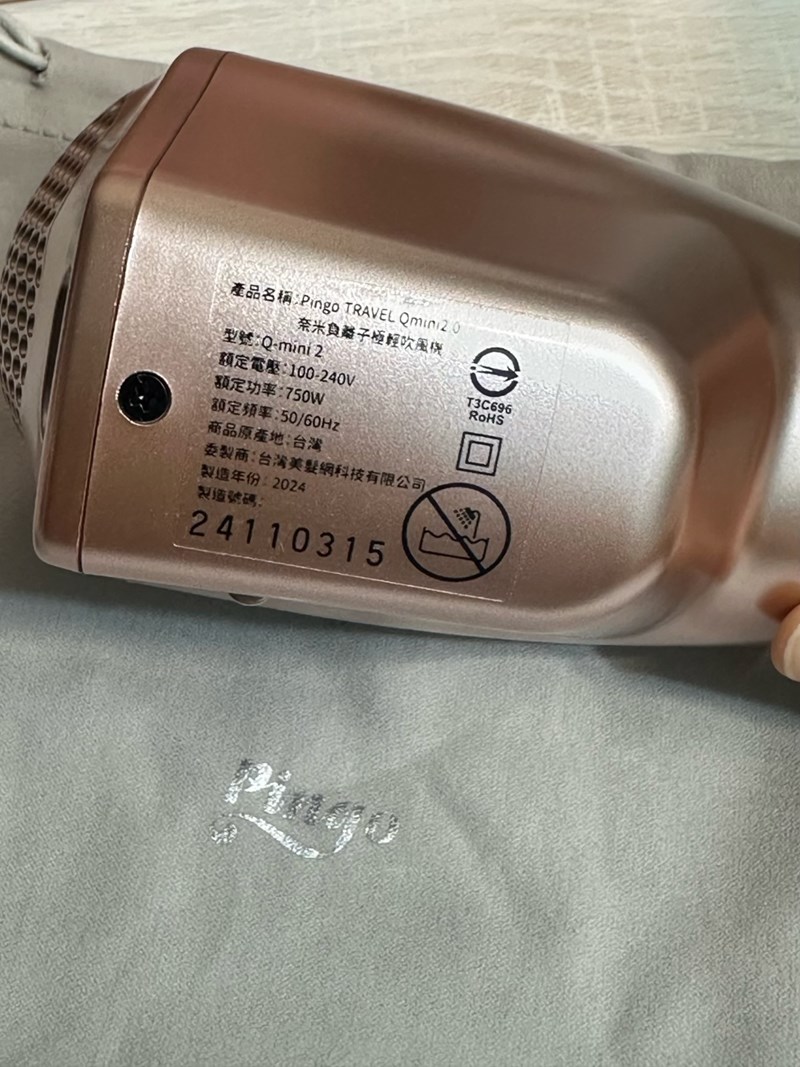 產品名稱:Pingo TRAVEL Qmini2.0
奈米負離子極輕吹風機
型號:Q-mini 2
額定電壓:100-240V
額定功率:750W
額定頻率:50/60Hz
商品原產地:台灣
委製商:台灣美髮網科技有限公司
製造年份: 2024
製造號碼:
24110315
T3C696
RoHS
Pingo